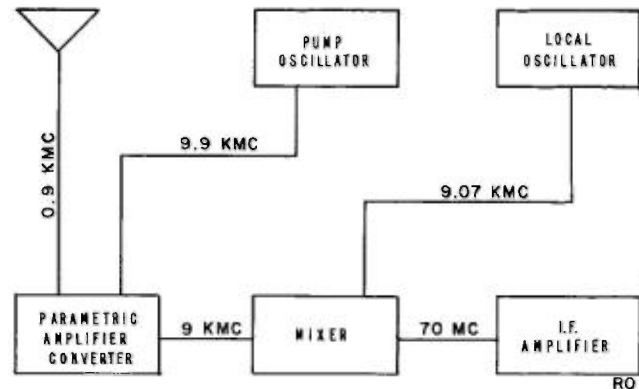 PUMP
OSCILLATOR
LOCAL
OSCILLATOR
0.9 KMC
9.9 KMC
9.07 KMC
PARAMETRIC
AMPLIFIER
CONVERTER
9 KMC
MIXER
70 MC
I.F.
AMPLIFIER
RO